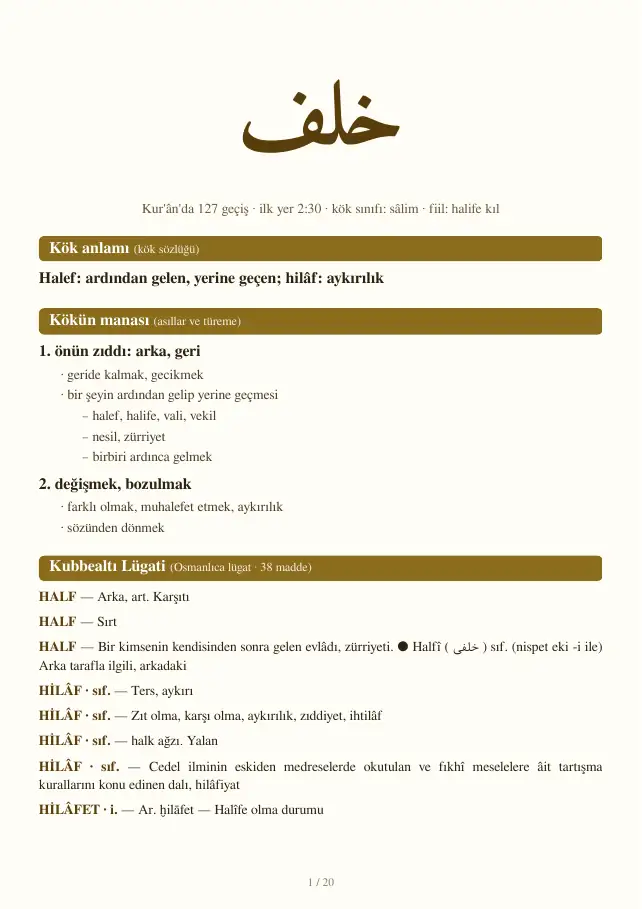 خلف
Kur'ân'da 127 geçiş · ilk yer 2:30 · kök sınıfı: sâlim · fiil: halife kıl
Kök anlamı (kök sözlüğü)
Halef: ardından gelen, yerine geçen; hilâf: aykırılık
Kökün manası (asıllar ve türeme)
1. önün zıddı: arka, geri
· geride kalmak, gecikmek
· bir şeyin ardından gelip yerine geçmesi
– halef, halife, vali, vekil
– nesil, zürriyet
– birbiri ardınca gelmek
2. değişmek, bozulmak
· farklı olmak, muhalefet etmek, aykırılık
· sözünden dönmek
Kubbealtı Lügati (Osmanlıca lügat · 38 madde)
HALF — Arka, art. Karşıtı
HALF — Sırt
HALF — Bir kimsenin kendisinden sonra gelen evlâdı, zürriyeti. ● Halfî ( خلفى ) sıf. (nispet eki -i ile)
Arka tarafla ilgili, arkadaki
HİLÂF · sıf. — Ters, aykırı
HİLÂF · sıf. — Zıt olma, karşı olma, aykırılık, zıddiyet, ihtilâf
HİLÂF · sıf. — halk ağzı. Yalan
HİLÂF · sıf. — Cedel ilminin eskiden medreselerde okutulan ve fıkhî meselelere âit tartışma
kurallarını konu edinen dalı, hilâfiyat
HİLÂFET · i. — Ar. ḫilāfet — Halîfe olma durumu
1 / 20